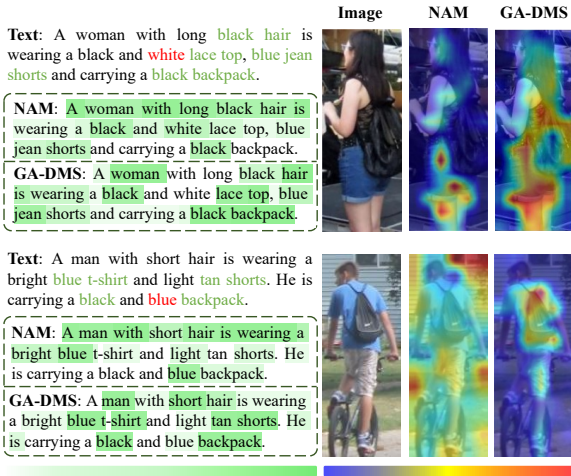 Image NAM GA-DMS
Text: A woman with long black hair is
wearing a black and white lace top, blue jean
shorts and carrying a black backpack.
NAM: A woman with long black hair is
wearing a black and white lace top, blue
jean shorts and carrying a black backpack.
GA-DMS: A woman with long black hair
is wearing a black and white lace top, blue
jean shorts and carrying a black backpack.
Text: A man with short hair is wearing a
bright blue t-shirt and light tan shorts. He is
carrying a black and blue backpack.
NAM: A man with short hair is wearing a
bright blue t-shirt and light tan shorts. He
is carrying a black and blue backpack.
GA-DMS: A man with short hair is wearing
a bright blue t-shirt and light tan shorts. He
is carrying a black and blue backpack.